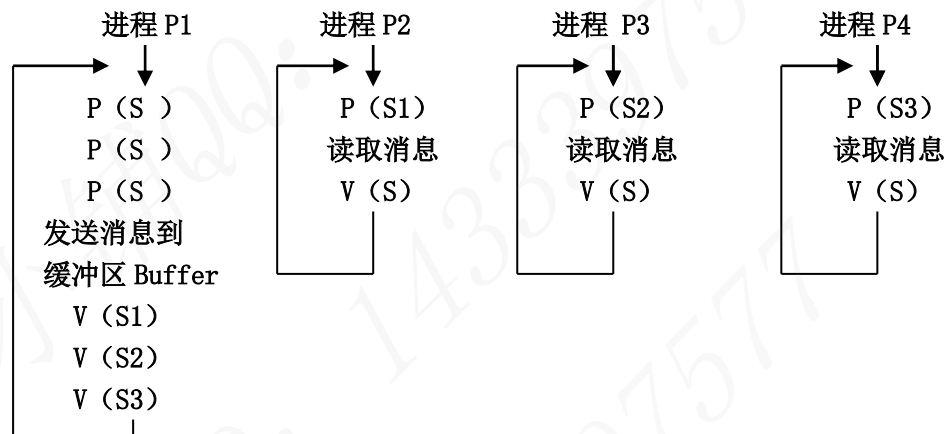 进程 P1 进程 P2 进程 P3 进程 P4
P（S ） P（S1） P（S2） P（S3）
P（S ） 读取消息 读取消息 读取消息
P（S ） V（S） V（S） V（S）
发送消息到
缓冲区 Buffer
V（S1）
V（S2）
V（S3）